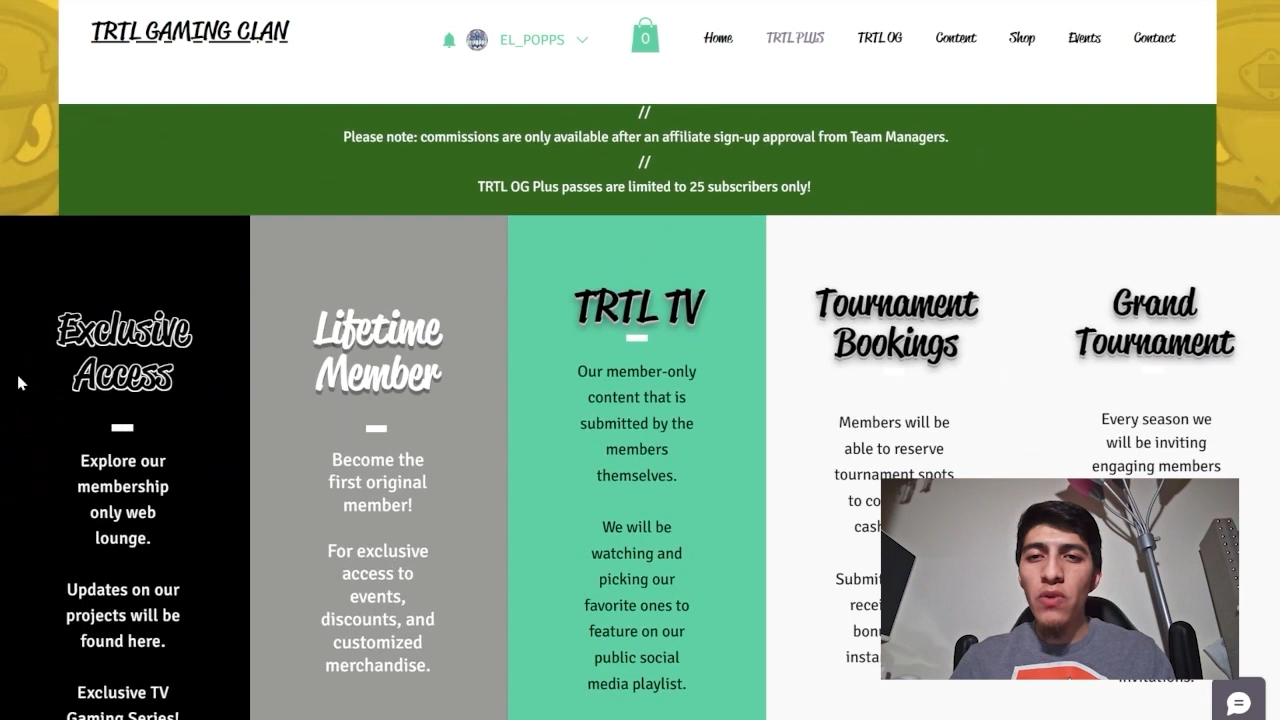 TRTL GAMING CLAN
EL_POPPS
0
Home
TRTL PLUS
TRTL OG
Content
Shop
Events
Contact
//
Please note: commissions are only available after an affiliate sign-up approval from Team Managers.
//
TRTL OG Plus passes are limited to 25 subscribers only!
Exclusive
Access
Explore our
membership
only web
lounge.
Updates on our
projects will be
found here.
Exclusive TV
Gaming Series!
Lifetime
Member
Become the
first original
member!
For exclusive
access to
events,
discounts, and
customized
merchandise.
TRTL TV
Our member-only
content that is
submitted by the
members
themselves.
We will be
watching and
picking our
favorite ones to
feature on our
public social
media playlist.
Tournament
Bookings
Members will be
able to reserve
tournament spots
to
Grand
Tournament
Every season we
will be inviting
engaging members
invitations.